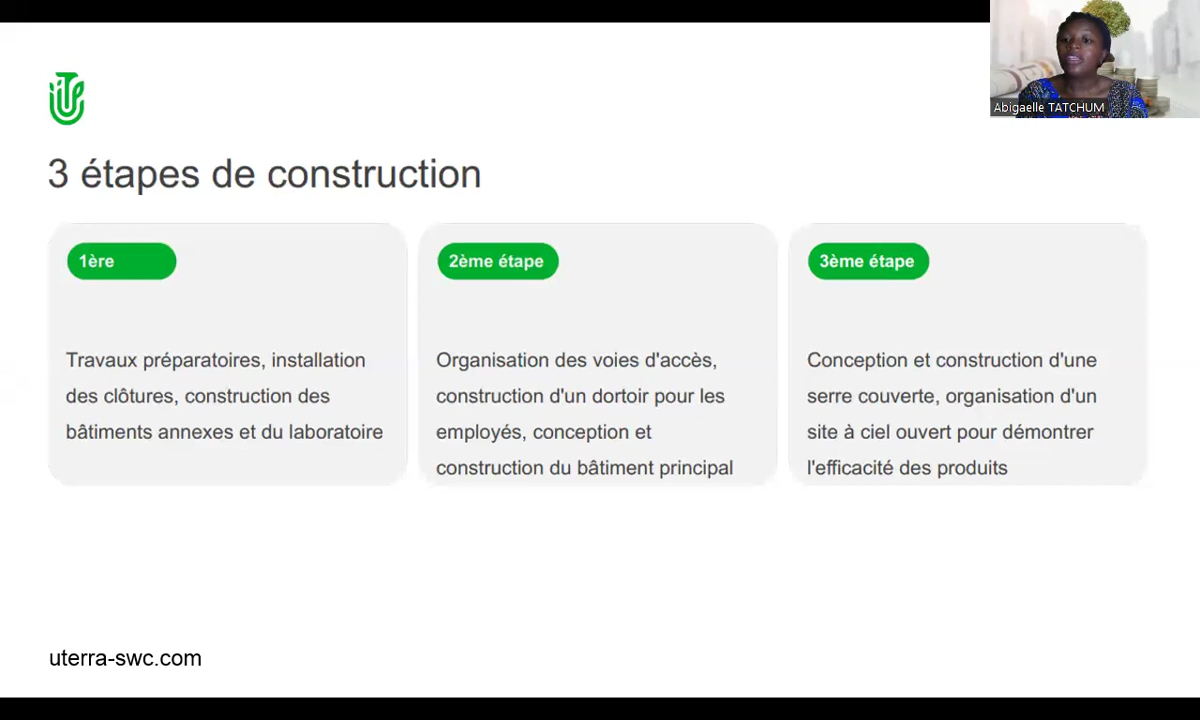 Abigaelle TATCHUM
3 étapes de construction
1ère
Travaux préparatoires, installation
des clôtures, construction des
bâtiments annexes et du laboratoire
2ème étape
Organisation des voies d'accès,
construction d'un dortoir pour les
employés, conception et
construction du bâtiment principal
3ème étape
Conception et construction d'une
serre couverte, organisation d'un
site à ciel ouvert pour démontrer
l'efficacité des produits
uterra-swc.com